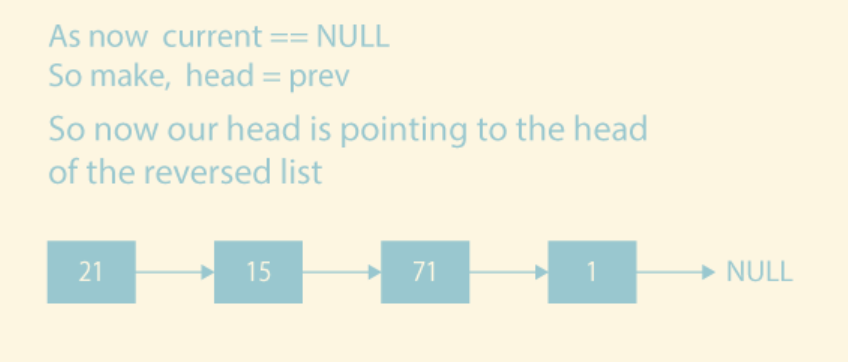 As now current == NULL
So make, head = prev
So now our head is pointing to the head
of the reversed list
21 15 71 1 NULL